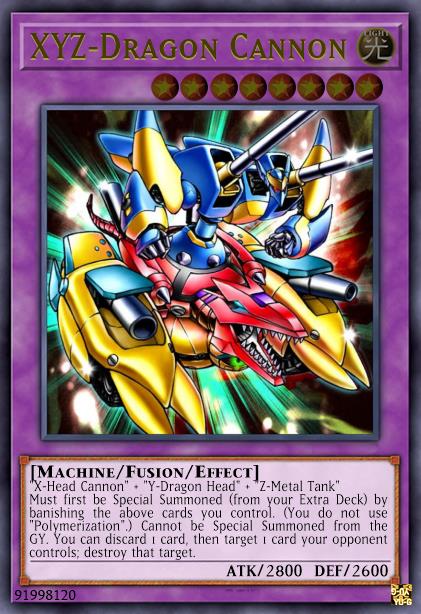 XYZ-Dragon Cannon
LIGHT
光
[Machine/Fusion/Effect]
"X-Head Cannon" + "Y-Dragon Head" + "Z-Metal Tank"
Must first be Special Summoned (from your Extra Deck) by
banishing the above cards you control. (You do not use
"Polymerization".) Cannot be Special Summoned from the
GY. You can discard 1 card, then target 1 card your opponent
controls; destroy that target.
ATK/2800 DEF/2600
91998120